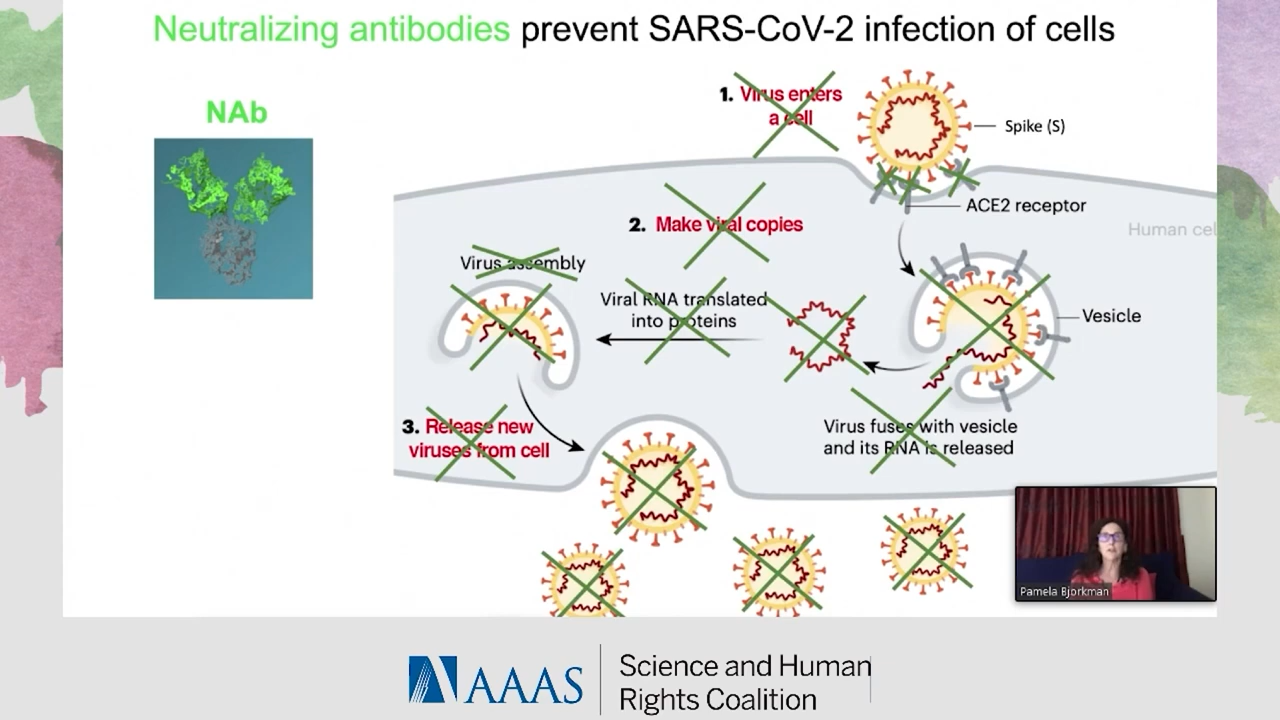 Neutralizing antibodies prevent SARS-CoV-2 infection of cells
NAb
1. Virus enters
a cell
Spike (S)
ACE2 receptor
Human cel
2. Make viral copies
Virus assembly
Viral RNA translated
into proteins
Vesicle
3. Release new
viruses from cell
Virus fuses with vesicle
and its RNA is released
Pamela Bjorkman
AAAS
Science and Human
Rights Coalition